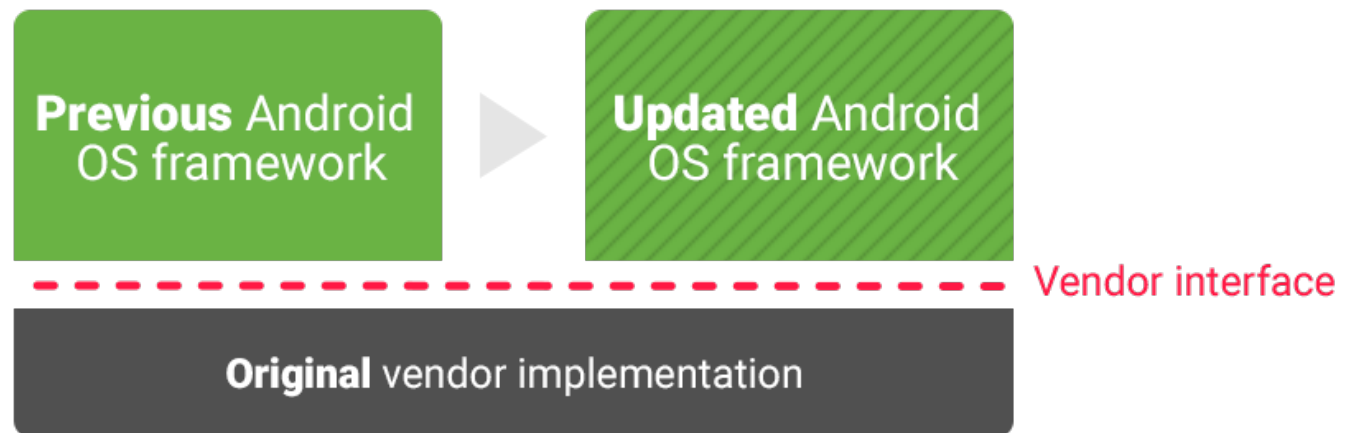 Previous Android
OS framework
Updated Android
OS framework
Vendor interface
Original vendor implementation